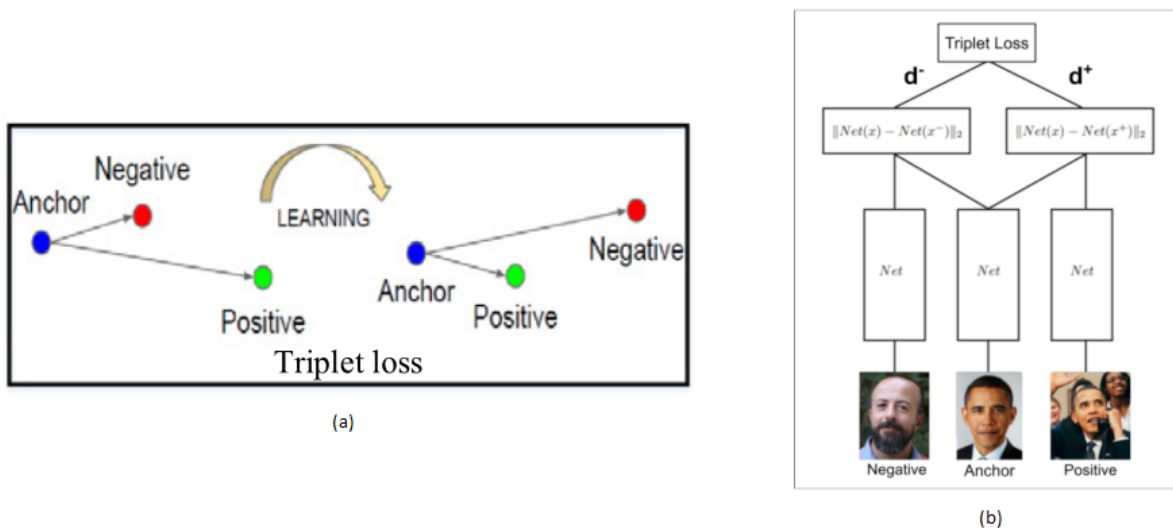 Anchor
Negative
Positive
LEARNING
Anchor
Positive
Negative
Triplet loss
(a)
Triplet Loss
d⁻
d⁺
‖Net(x) − Net(x⁻)‖₂
‖Net(x) − Net(x⁺)‖₂
Net
Net
Net
Negative
Anchor
Positive
(b)